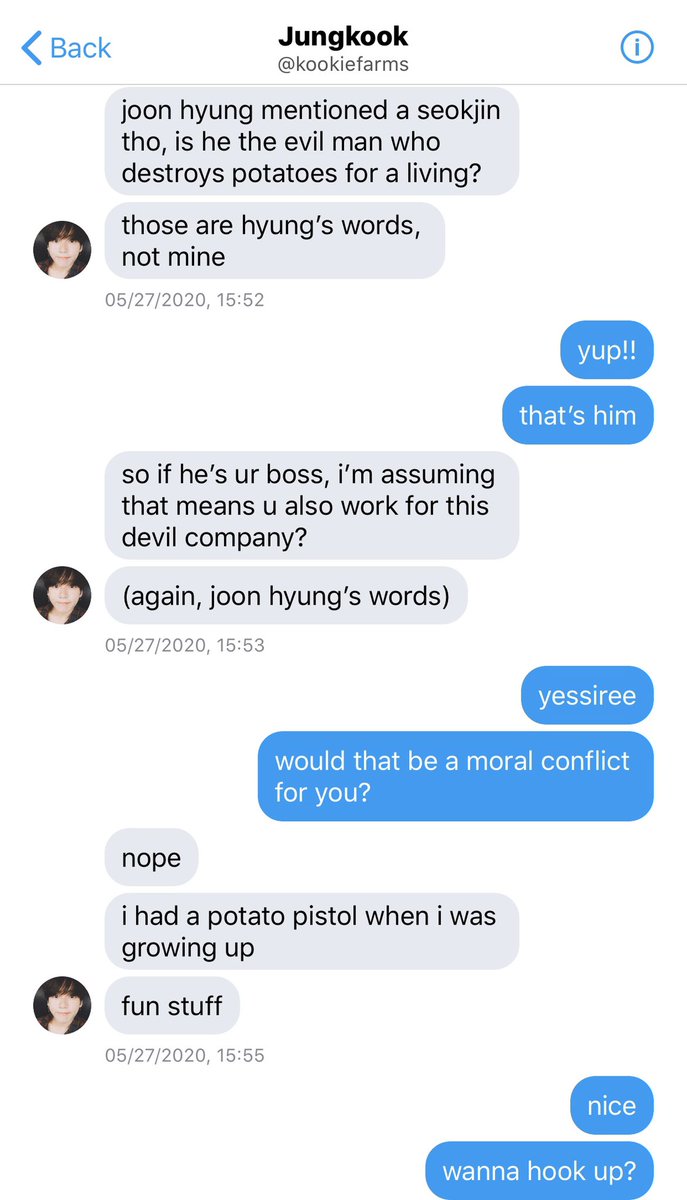 Back
Jungkook
@kookiefarms
joon hyung mentioned a seokjin
tho, is he the evil man who
destroys potatoes for a living?
those are hyung’s words,
not mine
05/27/2020, 15:52
yup!!
that’s him
so if he’s ur boss, i’m assuming
that means u also work for this
devil company?
(again, joon hyung’s words)
05/27/2020, 15:53
yessiree
would that be a moral conflict
for you?
nope
i had a potato pistol when i was
growing up
fun stuff
05/27/2020, 15:55
nice
wanna hook up?